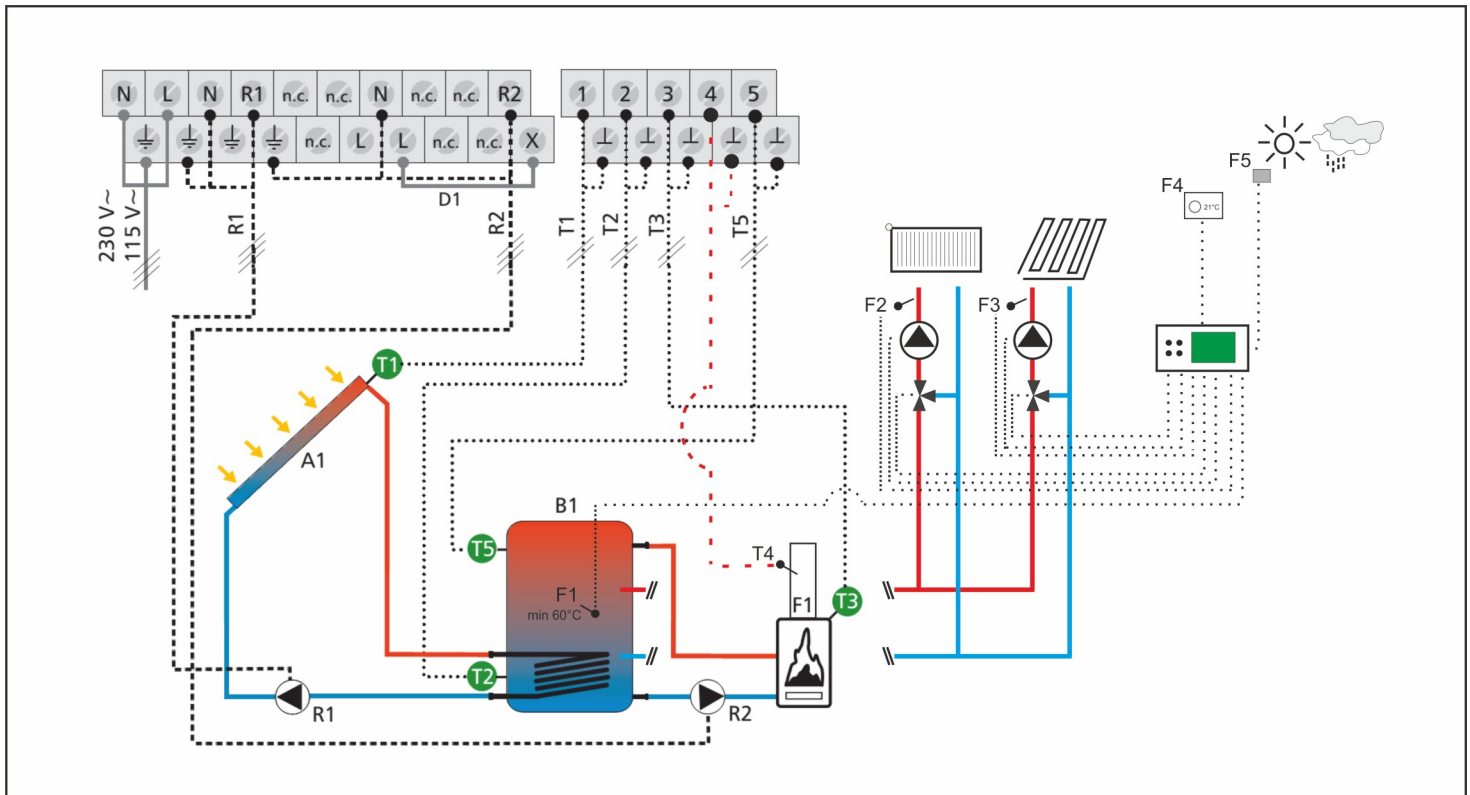 N L N R1 n.c. n.c. N n.c. n.c. R2
n.c. L L n.c. n.c. X
1 2 3 4 5
230 V~
115 V~
R1
D1
R2
T1
T2
T3
T5
F5
F4
21°C
F2
F3
T1
A1
B1
T5
T4
F1
min 60°C
F1
T3
T2
R1
R2